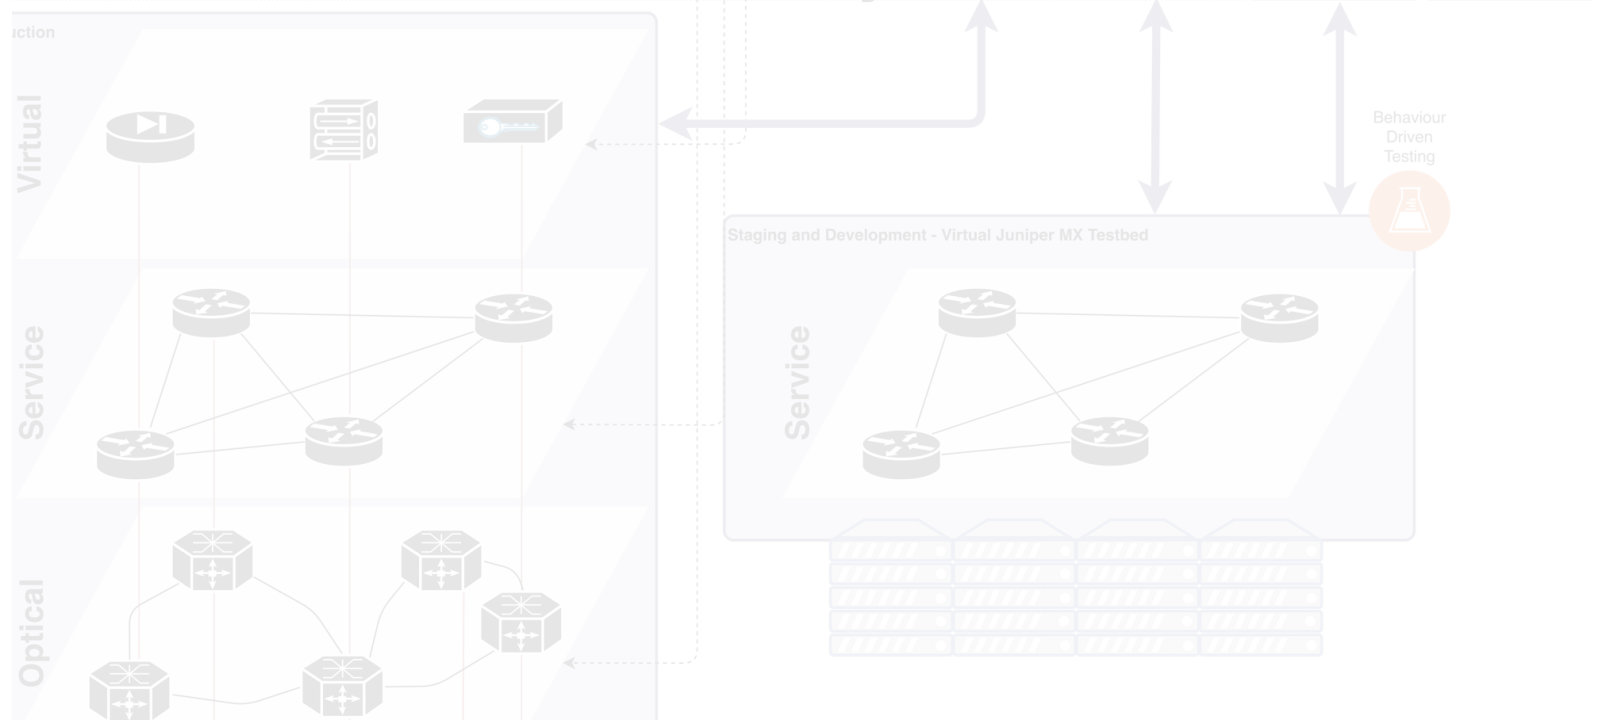 uction
Virtual
Behaviour
Driven
Testing
Staging and Development - Virtual Juniper MX Testbed
Service
Service
Optical